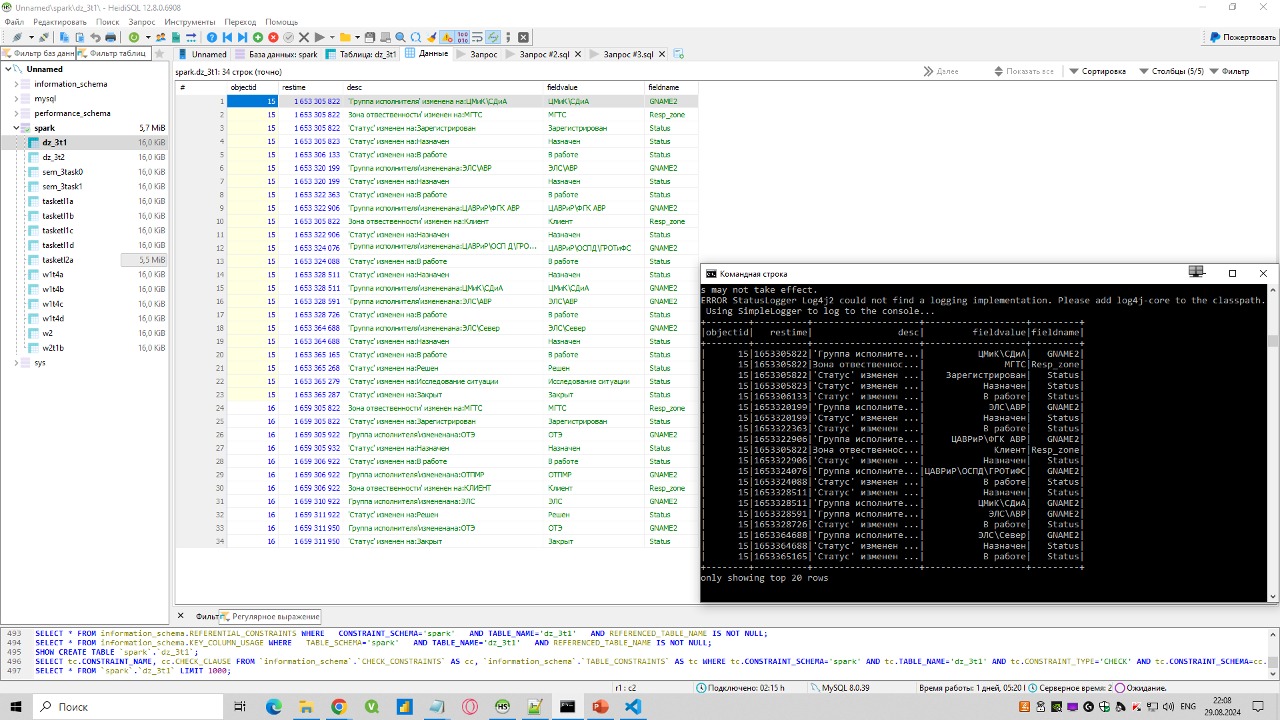 Unnamed\spark\dz_3t1\ - HeidiSQL 12.8.0.6908
Файл Редактировать Поиск Запрос Инструменты Переход Помощь
Пожертвовать
Фильтр баз данн Фильтр таблиц
Unnamed База данных: spark Таблица: dz_3t1 Данные Запрос Запрос #2.sql Запрос #3.sql
Unnamed
information_schema
mysql
performance_schema
spark 5,7 MiB
dz_3t1 16,0 KiB
dz_3t2 16,0 KiB
sem_3task0 16,0 KiB
sem_3task1 16,0 KiB
tasketl1a 16,0 KiB
tasketl1b 16,0 KiB
tasketl1c 16,0 KiB
tasketl1d 16,0 KiB
tasketl2a 5,5 MiB
w1t4a 16,0 KiB
w1t4b 16,0 KiB
w1t4c 16,0 KiB
w1t4d 16,0 KiB
w2 16,0 KiB
w2t1b 16,0 KiB
sys
spark.dz_3t1: 34 строк (точно) Далее Показать все Сортировка Столбцы (5/5) Фильтр
# objectid restime desc fieldvalue fieldname
1 15 1 653 305 822 'Группа исполнителя' изменена на:ЦМиК\СДиА ЦМиК\СДиА GNAME2
2 15 1 653 305 822 Зона отвественности' изменен на:МГТС МГТС Resp_zone
3 15 1 653 305 822 'Статус' изменен на:Зарегистрирован Зарегистрирован Status
4 15 1 653 305 823 'Статус' изменен на:Назначен Назначен Status
5 15 1 653 306 133 'Статус' изменен на:В работе В работе Status
6 15 1 653 320 199 'Группа исполнителя'измененана:ЭЛС\АВР ЭЛС\АВР GNAME2
7 15 1 653 320 199 'Статус' изменен на:Назначен Назначен Status
8 15 1 653 322 363 'Статус' изменен на:В работе В работе Status
9 15 1 653 322 906 'Группа исполнителя'измененана:ЦАВРиР\ФГК АВР ЦАВРиР\ФГК АВР GNAME2
10 15 1 653 305 822 Зона отвественности' изменен на:Клиент Клиент Resp_zone
11 15 1 653 322 906 'Статус' изменен на:Назначен Назначен Status
12 15 1 653 324 076 'Группа исполнителя'измененана:ЦАВРиР\ОСП Д\ГРО... ЦАВРиР\ОСПД\ГРОТиФС GNAME2
13 15 1 653 324 088 'Статус' изменен на:В работе В работе Status
14 15 1 653 328 511 'Статус' изменен на:Назначен Назначен Status
15 15 1 653 328 511 'Группа исполнителя'измененана:ЦМиК\СДиА ЦМиК\СДиА GNAME2
16 15 1 653 328 591 'Группа исполнителя'измененана:ЭЛС\АВР ЭЛС\АВР GNAME2
17 15 1 653 328 726 'Статус' изменен на:В работе В работе Status
18 15 1 653 364 688 'Группа исполнителя'измененана:ЭЛС\Север ЭЛС\Север GNAME2
19 15 1 653 364 688 'Статус' изменен на:Назначен Назначен Status
20 15 1 653 365 165 'Статус' изменен на:В работе В работе Status
21 15 1 653 365 268 'Статус' изменен на:Решен Решен Status
22 15 1 653 365 279 'Статус' изменен на:Исследование ситуации Исследование ситуации Status
23 15 1 653 365 287 'Статус' изменен на:Закрыт Закрыт Status
24 16 1 659 305 822 Зона отвественности' изменен на:МГТС МГТС Resp_zone
25 16 1 659 305 822 'Статус' изменен на:Зарегистрирован Зарегистрирован Status
26 16 1 659 305 922 Группа исполнителя'измененана:ОТЭ ОТЭ GNAME2
27 16 1 659 305 932 'Статус' изменен на:Назначен Назначен Status
28 16 1 659 306 922 'Статус' изменен на:В работе В работе Status
29 16 1 659 306 922 Группа исполнителя'измененана:ОТПМР ОТПМР GNAME2
30 16 1 659 306 922 Зона отвественности' изменен на:КЛИЕНТ Клиент Resp_zone
31 16 1 659 310 922 Группа исполнителя'измененана:ЭЛС ЭЛС GNAME2
32 16 1 659 311 922 'Статус' изменен на:Решен Решен Status
33 16 1 659 311 950 Группа исполнителя'измененана:ОТЭ ОТЭ GNAME2
34 16 1 659 311 950 'Статус' изменен на:Закрыт Закрыт Status
Командная строка
s may not take effect.
ERROR StatusLogger Log4j2 could not find a logging implementation. Please add log4j-core to the classpath.
Using SimpleLogger to log to the console...
+--------+----------+--------------------+-------------------+---------+
|objectid| restime| desc| fieldvalue|fieldname|
+--------+----------+--------------------+-------------------+---------+
| 15|1653305822|'Группа исполните...| ЦМиК\СДиА| GNAME2|
| 15|1653305822|Зона отвественнос...| МГТС|Resp_zone|
| 15|1653305822|'Статус' изменен ...| Зарегистрирован| Status|
| 15|1653305823|'Статус' изменен ...| Назначен| Status|
| 15|1653306133|'Статус' изменен ...| В работе| Status|
| 15|1653320199|'Группа исполните...| ЭЛС\АВР| GNAME2|
| 15|1653320199|'Статус' изменен ...| Назначен| Status|
| 15|1653322363|'Статус' изменен ...| В работе| Status|
| 15|1653322906|'Группа исполните...| ЦАВРиР\ФГК АВР| GNAME2|
| 15|1653305822|Зона отвественнос...| Клиент|Resp_zone|
| 15|1653322906|'Статус' изменен ...| Назначен| Status|
| 15|1653324076|'Группа исполните...|ЦАВРиР\ОСПД\ГРОТиФС| GNAME2|
| 15|1653324088|'Статус' изменен ...| В работе| Status|
| 15|1653328511|'Статус' изменен ...| Назначен| Status|
| 15|1653328511|'Группа исполните...| ЦМиК\СДиА| GNAME2|
| 15|1653328591|'Группа исполните...| ЭЛС\АВР| GNAME2|
| 15|1653328726|'Статус' изменен ...| В работе| Status|
| 15|1653364688|'Группа исполните...| ЭЛС\Север| GNAME2|
| 15|1653364688|'Статус' изменен ...| Назначен| Status|
| 15|1653365165|'Статус' изменен ...| В работе| Status|
+--------+----------+--------------------+-------------------+---------+
only showing top 20 rows
Фильт Регулярное выражение
493 SELECT * FROM information_schema.REFERENTIAL_CONSTRAINTS WHERE CONSTRAINT_SCHEMA='spark' AND TABLE_NAME='dz_3t1' AND REFERENCED_TABLE_NAME IS NOT NULL;
494 SELECT * FROM information_schema.KEY_COLUMN_USAGE WHERE TABLE_SCHEMA='spark' AND TABLE_NAME='dz_3t1' AND REFERENCED_TABLE_NAME IS NOT NULL;
495 SHOW CREATE TABLE `spark`.`dz_3t1`;
496 SELECT tc.CONSTRAINT_NAME, cc.CHECK_CLAUSE FROM `information_schema`.`CHECK_CONSTRAINTS` AS cc, `information_schema`.`TABLE_CONSTRAINTS` AS tc WHERE tc.CONSTRAINT_SCHEMA='spark' AND tc.TABLE_NAME='dz_3t1' AND tc.CONSTRAINT_TYPE='CHECK' AND tc.CONSTRAINT_SCHEMA=cc.
497 SELECT * FROM `spark`.`dz_3t1` LIMIT 1000;
r1 : c2 Подключено: 02:15 h MySQL 8.0.39 Время работы: 1 дней, 05:20 Серверное время: 2 Ожидание.
Поиск
ENG
22:08
29.08.2024